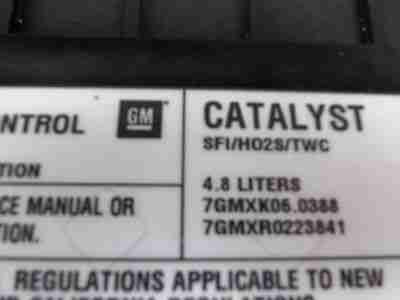 NTROL
GM
CATALYST
SFI/HO2S/TWC
TION
4.8 LITERS
CE MANUAL OR
7GMXK06.0388
TION.
7GMXR0223841
REGULATIONS APPLICABLE TO NEW